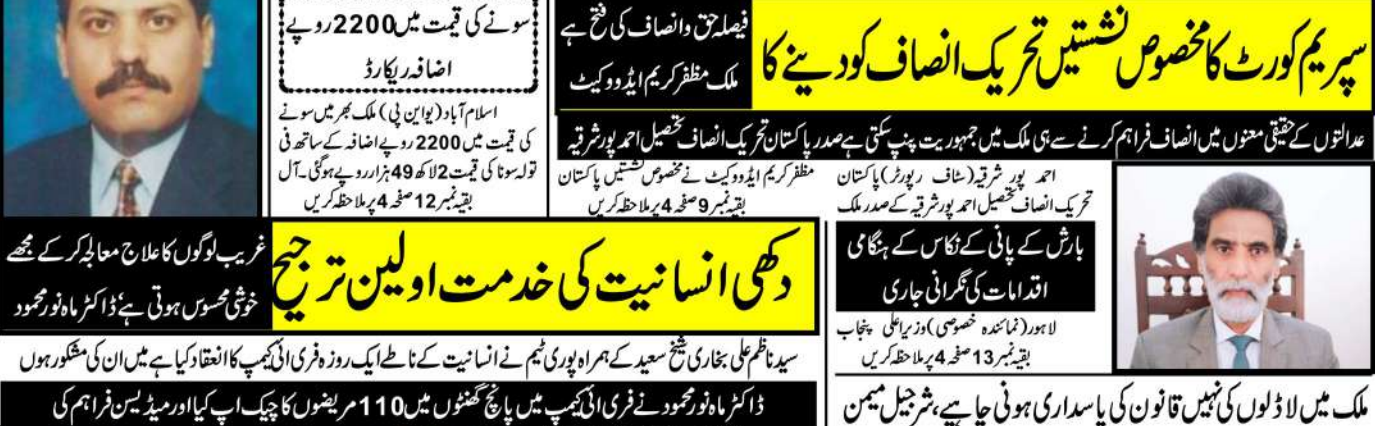 سپریم کورٹ کا مخصوص نشستیں تحریک انصاف کو دینے کا
فیصلہ حق و انصاف کی فتح ہے
ملک مظفر کریم ایڈووکیٹ
عدالتوں کے حقیقی معنوں میں انصاف فراہم کرنے سے ہی ملک میں جمہوریت پنپ سکتی ہے صدر پاکستان تحریک انصاف تحصیل احمد پور شرقیہ
احمد پور شرقیہ (سٹاف رپورٹر) پاکستان
تحریک انصاف تحصیل احمد پور شرقیہ کے صدر ملک
مظفر کریم ایڈووکیٹ نے مخصوص نشستیں پاکستان
بقیہ نمبر 9 صفحہ 4 پر ملاحظہ کریں
بارش کے پانی کے نکاس کے ہنگامی
اقدامات کی نگرانی جاری
لاہور (نمائندہ خصوصی) وزیر اعلی پنجاب
بقیہ نمبر 13 صفحہ 4 پر ملاحظہ کریں
ملک میں لاڈلوں کی نہیں قانون کی پاسداری ہونی چاہیے، شرجیل میمن
سونے کی قیمت میں 2200 روپے
اضافہ ریکارڈ
اسلام آباد (یو این پی) ملک بھر میں سونے
کی قیمت میں 2200 روپے اضافہ کے ساتھ فی
تولہ سونا کی قیمت 2 لاکھ 49 ہزار روپے ہوگئی۔ آل
بقیہ نمبر 12 صفحہ 4 پر ملاحظہ کریں
دکھی انسانیت کی خدمت اولین ترجیح
غریب لوگوں کا علاج معالجہ کر کے مجھے
خوشی محسوس ہوتی ہے ڈاکٹر ماہ نور محمود
سید ناظم علی بخاری شیخ سعید کے ہمراہ پوری ٹیم نے انسانیت کے ناطے ایک روزہ فری ائی کیمپ کا انعقاد کیا ہے میں ان کی مشکور ہوں
ڈاکٹر ماہ نور محمود نے فری ائی کیمپ میں پانچ گھنٹوں میں 110 مریضوں کا چیک اپ کیا اور میڈیسن فراہم کی